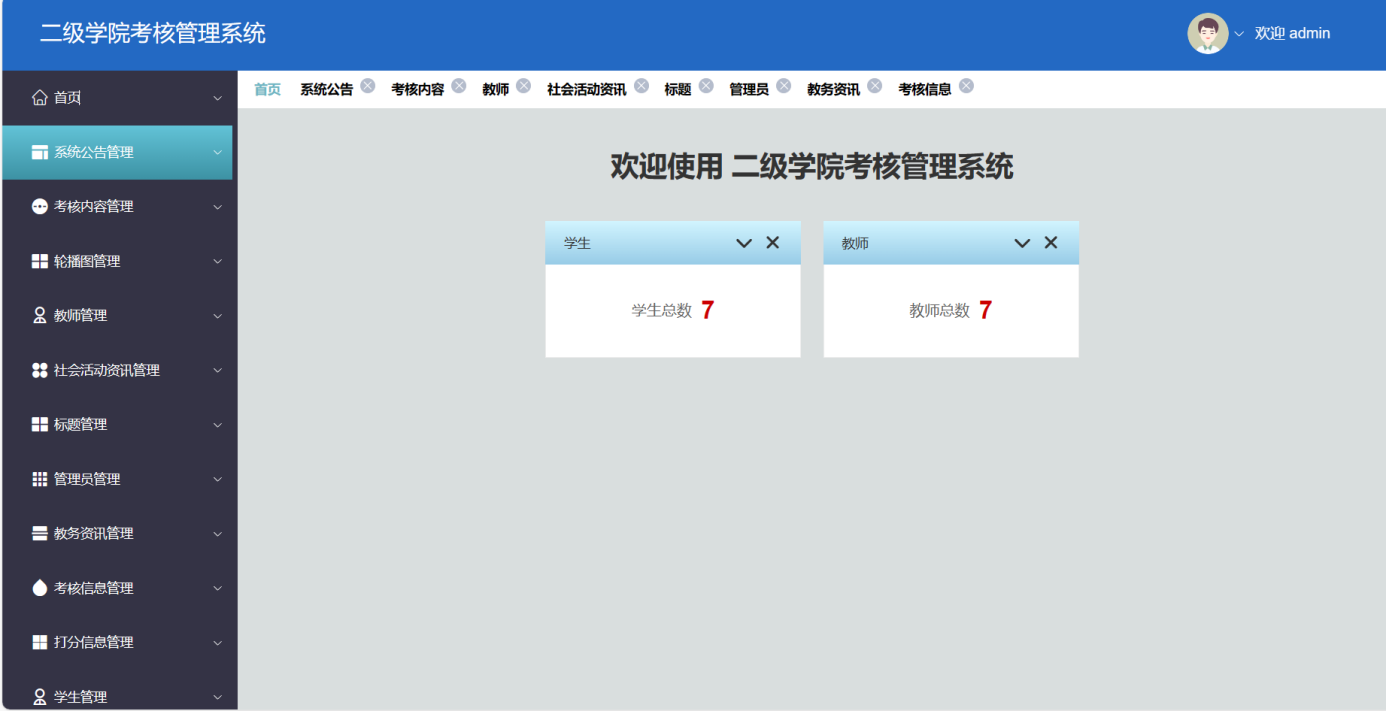 二级学院考核管理系统
欢迎 admin
首页 系统公告 考核内容 教师 社会活动资讯 标题 管理员 教务资讯 考核信息
首页
系统公告管理
考核内容管理
轮播图管理
教师管理
社会活动资讯管理
标题管理
管理员管理
教务资讯管理
考核信息管理
打分信息管理
学生管理
欢迎使用 二级学院考核管理系统
学生
学生总数 7
教师
教师总数 7